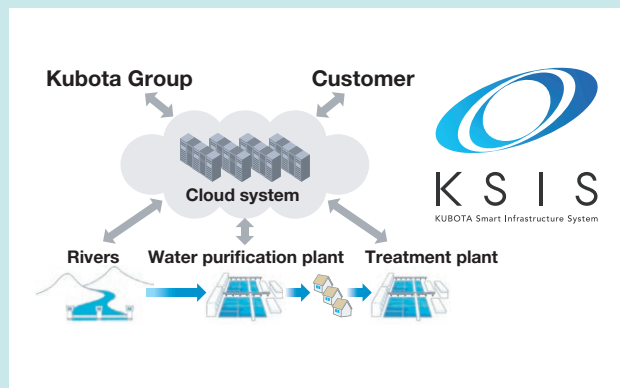 Kubota Group
Customer
Cloud system
KSIS
KUBOTA Smart Infrastructure System
Rivers
Water purification plant
Treatment plant